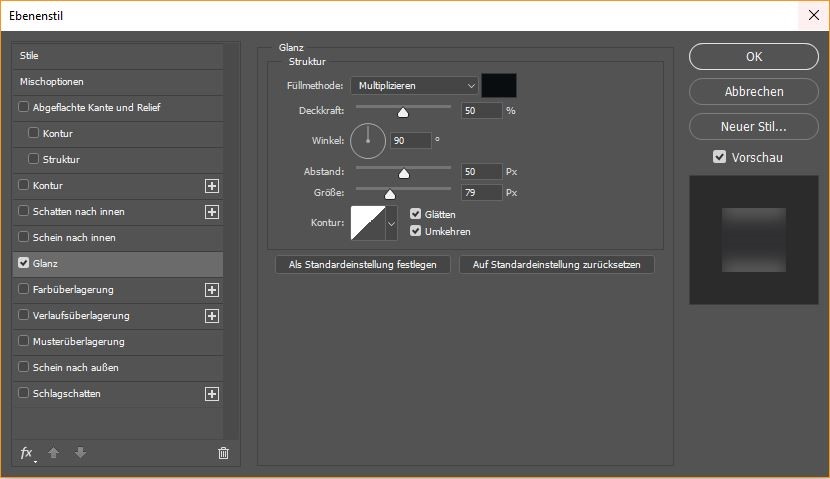 Ebenenstil
Stile
Mischoptionen
Abgeflachte Kante und Relief
Kontur
Struktur
Kontur
Schatten nach innen
Schein nach innen
Glanz
Farbüberlagerung
Verlaufsüberlagerung
Musterüberlagerung
Schein nach außen
Schlagschatten
fx
Glanz
Struktur
Füllmethode: Multiplizieren
Deckkraft: 50 %
Winkel: 90 °
Abstand: 50 Px
Größe: 79 Px
Kontur:
Glätten
Umkehren
Als Standardeinstellung festlegen Auf Standardeinstellung zurücksetzen
OK
Abbrechen
Neuer Stil...
Vorschau